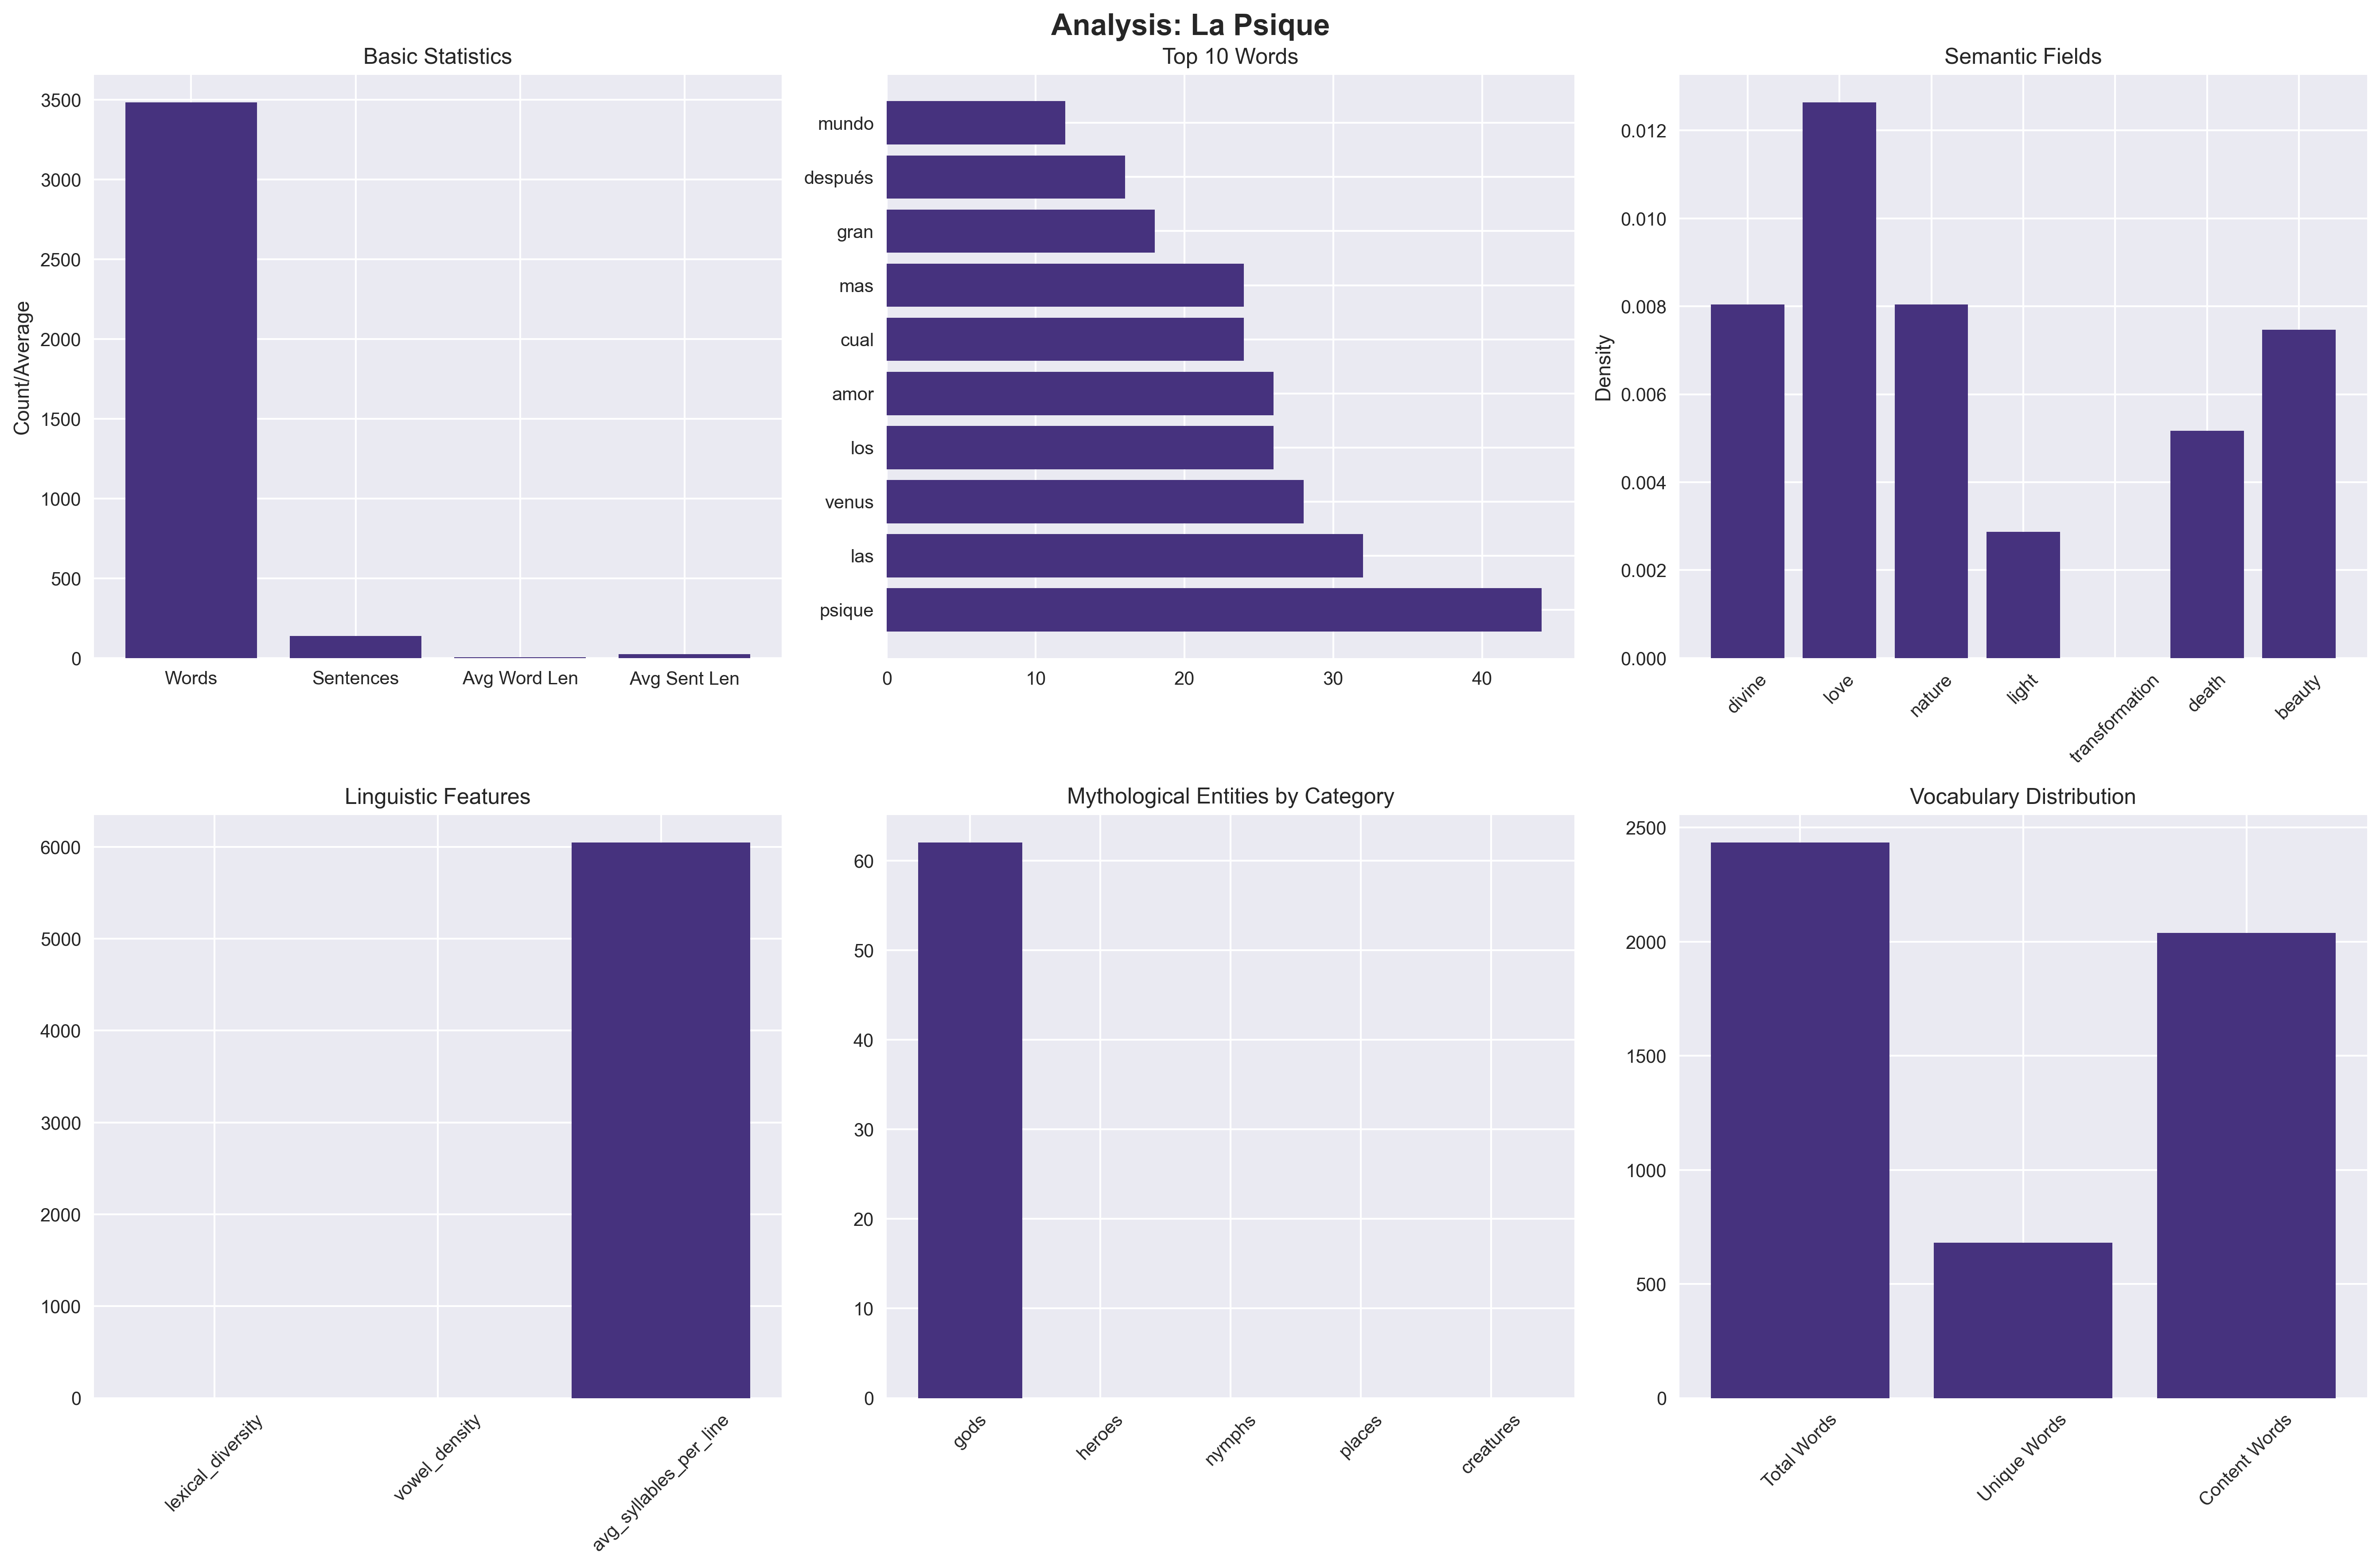 Analysis: La Psique
Basic Statistics
Count/Average
3500
3000
2500
2000
1500
1000
500
0
Words Sentences Avg Word Len Avg Sent Len
Top 10 Words
mundo
después
gran
mas
cual
amor
los
venus
las
psique
0 10 20 30 40
Semantic Fields
Density
0.012
0.010
0.008
0.006
0.004
0.002
0.000
divine love nature light transformation death beauty
Linguistic Features
6000
5000
4000
3000
2000
1000
0
lexical_diversity vowel_density avg_syllables_per_line
Mythological Entities by Category
60
50
40
30
20
10
0
gods heroes nymphs places creatures
Vocabulary Distribution
2500
2000
1500
1000
500
0
Total Words Unique Words Content Words